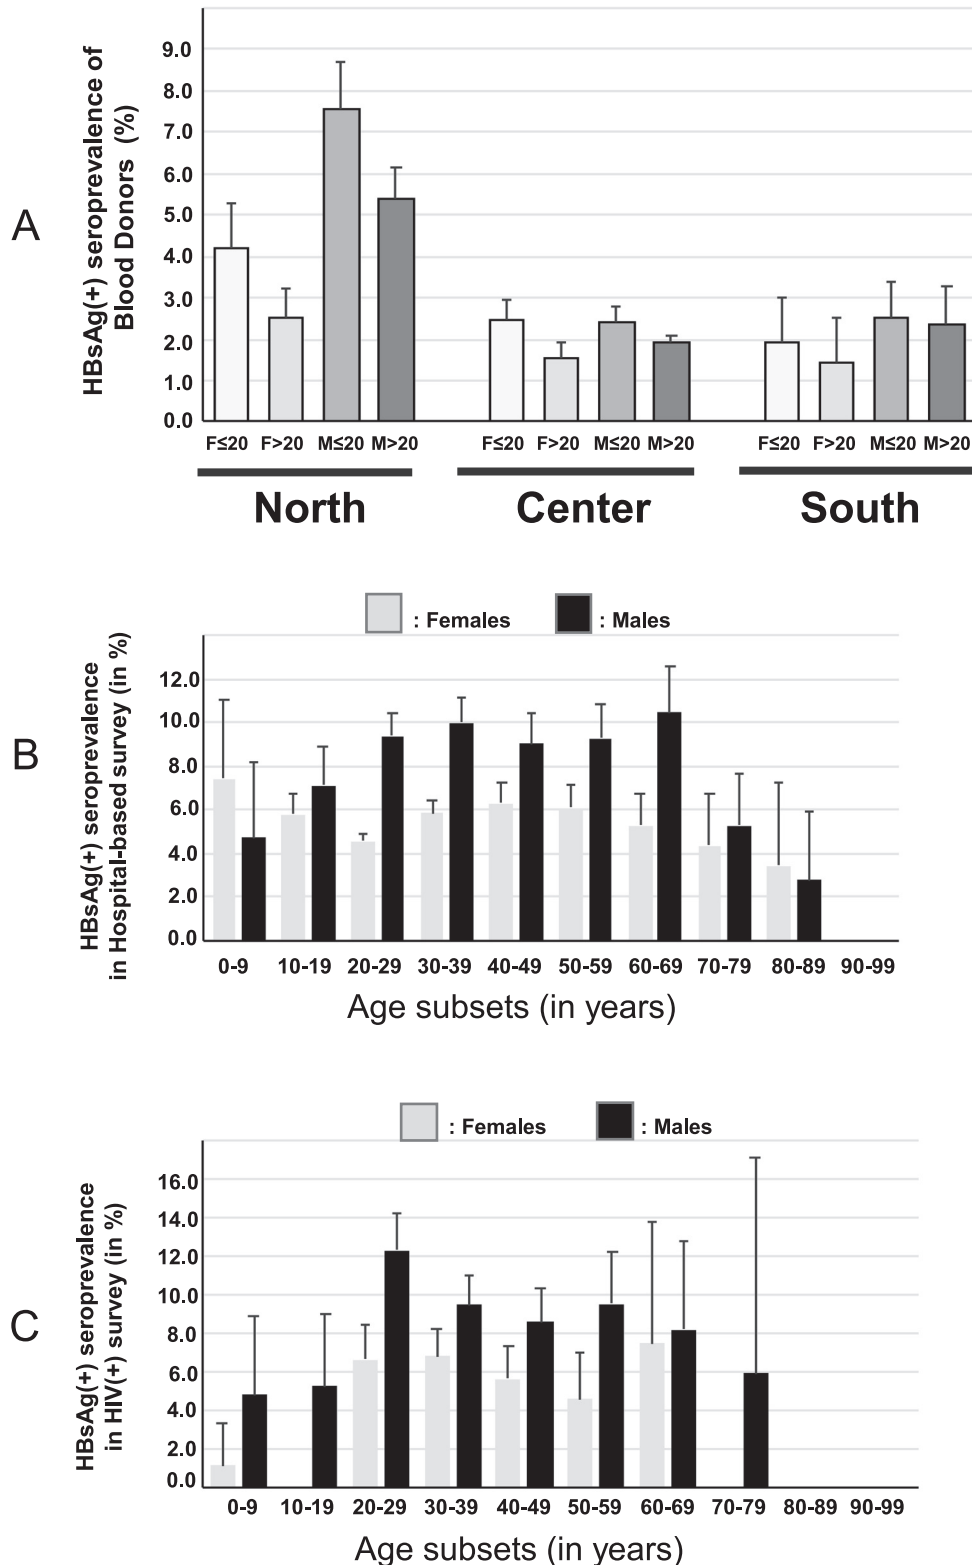 A
HBsAg(+) seroprevalence of
Blood Donors (%)
9.0
8.0
7.0
6.0
5.0
4.0
3.0
2.0
1.0
0.0
F≤20 F>20 M≤20 M>20 F≤20 F>20 M≤20 M>20 F≤20 F>20 M≤20 M>20
North Center South
B
: Females : Males
HBsAg(+) seroprevalence
in Hospital-based survey (in %)
12.0
10.0
8.0
6.0
4.0
2.0
0.0
0-9 10-19 20-29 30-39 40-49 50-59 60-69 70-79 80-89 90-99
Age subsets (in years)
C
: Females : Males
HBsAg(+) seroprevalence
in HIV(+) survey (in %)
16.0
14.0
12.0
10.0
8.0
6.0
4.0
2.0
0.0
0-9 10-19 20-29 30-39 40-49 50-59 60-69 70-79 80-89 90-99
Age subsets (in years)